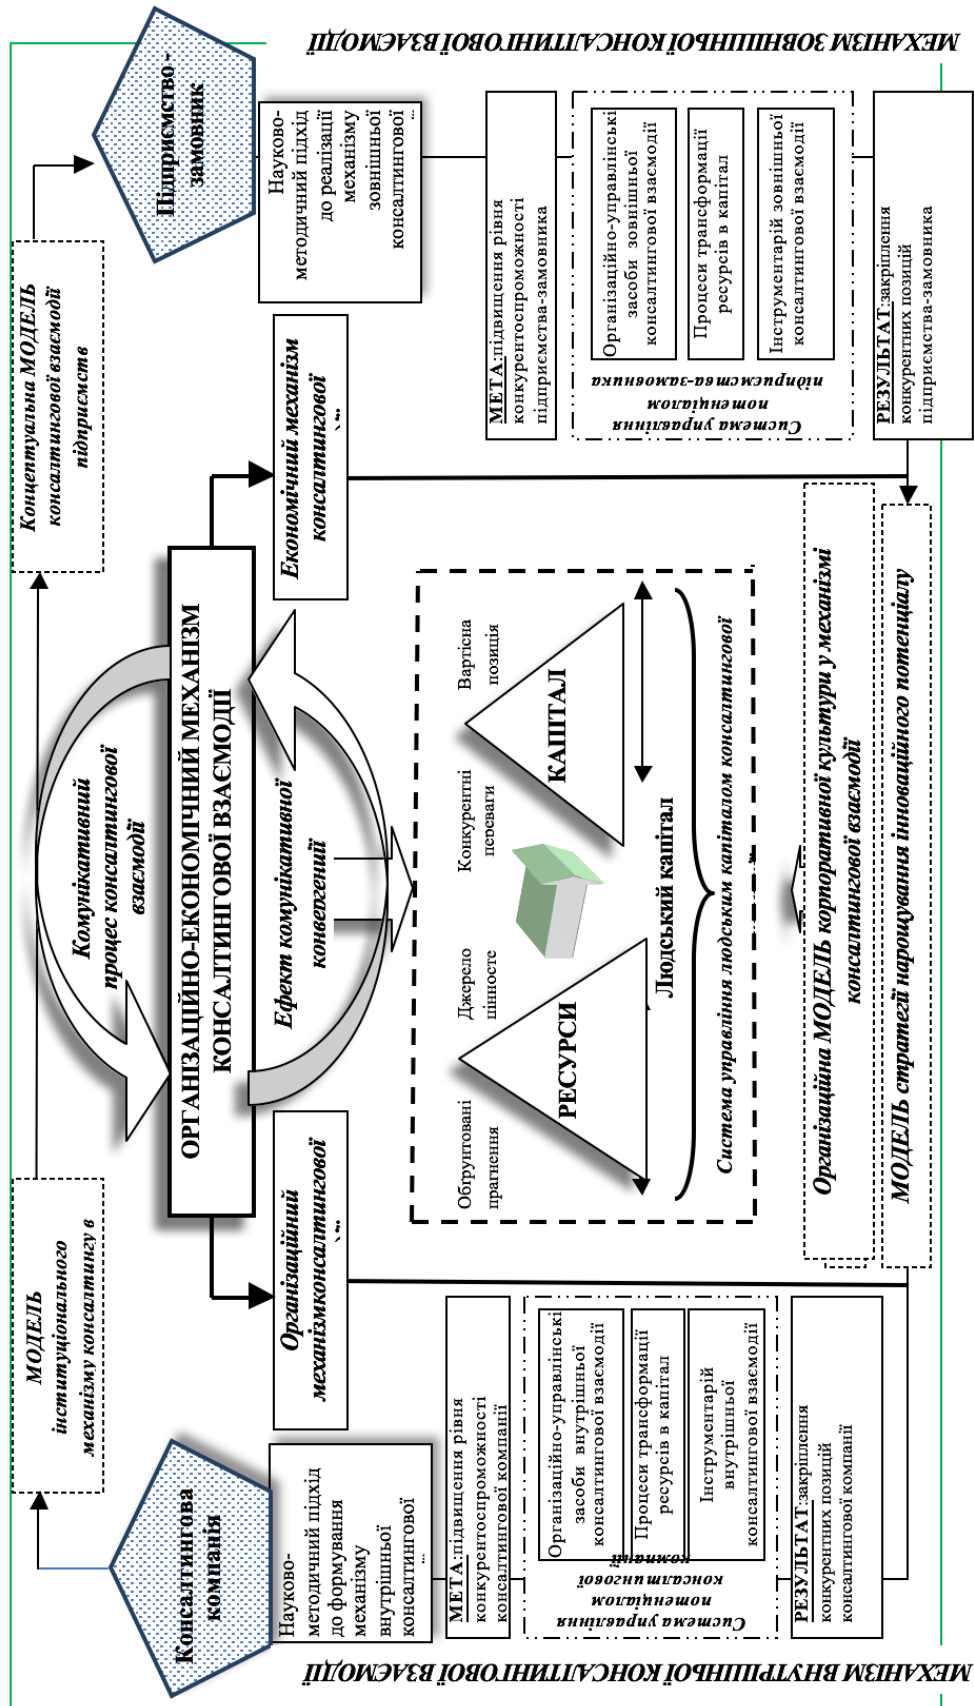 МОДЕЛЬ
інституціонального
механізму консалтингу в
Концептуальна МОДЕЛЬ
консалтингової взаємодії
підприємств
Консалтингова
компанія
Комунікативний
процес консалтингової
взаємодії
Підприємство -
замовник
ОРГАНІЗАЦІЙНО-ЕКОНОМІЧНИЙ МЕХАНІЗМ
КОНСАЛТИНГОВОЇ ВЗАЄМОДІЇ
Науково-
методичний підхід
до формування
механізму
внутрішньої
консалтингової
...
Організаційний
механізмконсалтингової
Ефект комунікативної
конвергенції
Економічний механізм
консалтингової
Науково-
методичний підхід
до реалізації
механізму
зовнішньої
консалтингової
...
МЕХАНІЗМ ВНУТРІШНЬОЇ КОНСАЛТИНГОВОЇ ВЗАЄМОДІЇ
МЕТА:підвищення рівня
конкурентоспроможності
консалтингової компанії
Система управління
потенціалом
консалтингової
компанії
Організаційно-управлінські
засоби внутрішньої
консалтингової взаємодії
Процеси трансформації
ресурсів в капітал
Інструментарій
внутрішньої
консалтингової взаємодії
РЕЗУЛЬТАТ:закріплення
конкурентних позицій
консалтингової компанії
Обґрунтовані
прагнення
Джерело
цінносте
Конкурентні
переваги
Вартісна
позиція
РЕСУРСИ
КАПІТАЛ
Людський капітал
Система управління людським капіталом консалтингової
Організаційна МОДЕЛЬ корпоративної культури у механізмі
консалтингової взаємодії
МОДЕЛЬ стратегії нарощування інноваційного потенціалу
МЕТА:підвищення рівня
конкурентоспроможності
підприємства-замовника
Система управління
потенціалом
підприємства-замовника
Організаційно-управлінські
засоби зовнішньої
консалтингової взаємодії
Процеси трансформації
ресурсів в капітал
Інструментарій зовнішньої
консалтингової взаємодії
РЕЗУЛЬТАТ:закріплення
конкурентних позицій
підприємства-замовника
МЕХАНІЗМ ЗОВНІШНЬОЇ КОНСАЛТИНГОВОЇ ВЗАЄМОДІЇ